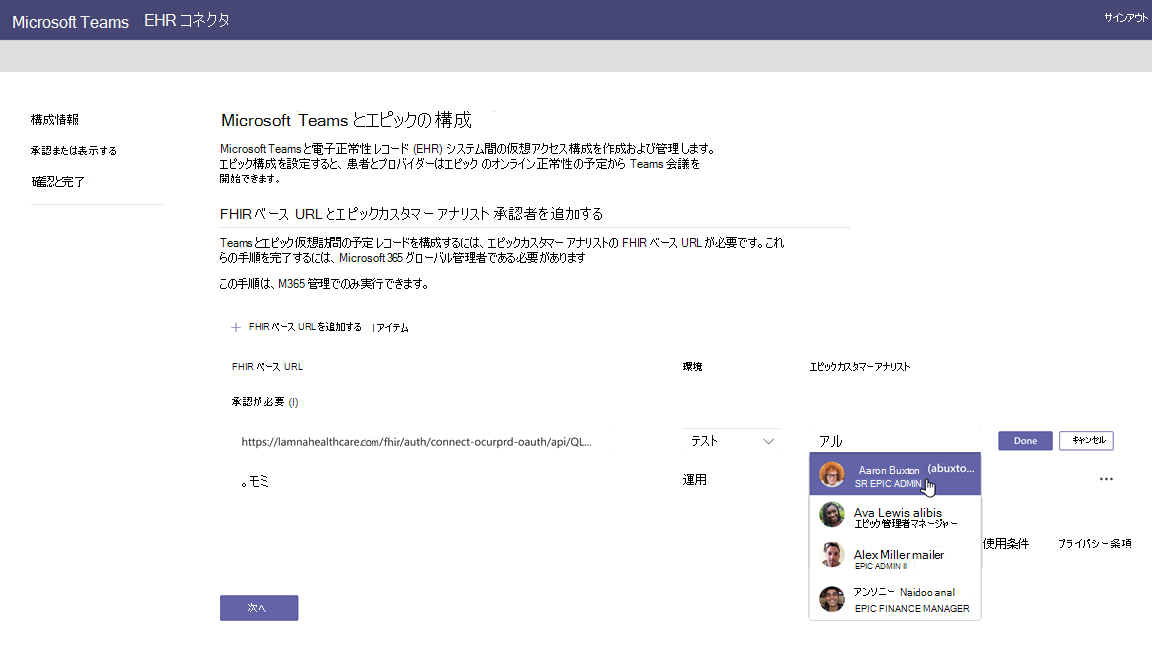 Microsoft Teams EHR コネクタ
サインアウト
構成情報
承認または表示する
確認と完了
Microsoft Teams とエピックの 構成
Microsoft Teams と電子正常性レコード (EHR) システム間の仮想アクセス構成を作成および管理します。
エピック構成を設定すると、患者とプロバイダーはエピック のオンライン正常性の予定から Teams 会議を
開始できます。
FHIR ベース URL とエピックカスタマー アナリスト 承認者を追加する
Teams とエピック仮想訪問の予定 レコードを構成するには、エピックカスタマー アナリストの FHIR ベース URL が必要です。これ
らの手順を完了するには、Microsoft 365 グローバル管理者である必要があります
この手順は、M365 管理でのみ実行できます。
+ FHIR ベース URL を追加する | アイテム
FHIR ベース URL 環境 エピックカスタマーアナリスト
承認が必要 (I)
https://lamnahealthcare.com/fhir/auth/connect-ocurprd-oauth/api/QL... テスト アル Done キャンセル
Aaron Buxton (abuxto...
SR EPIC ADMIN
。モミ 運用 ...
Ava Lewis alibis
エピック管理者マネージャー
使用条件 プライバシー条項
Alex Miller mailer
EPIC ADMIN II
アンソニー Naidoo anal
EPIC FINANCE MANAGER
次へ